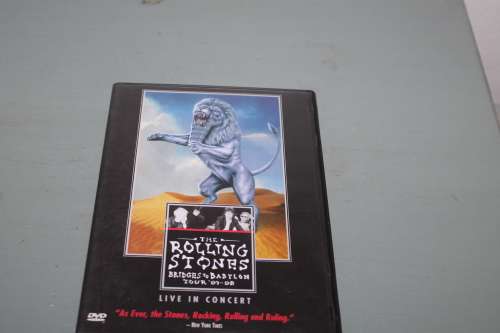 THE
ROLLING
STONES
BRIDGES TO BABYLON
TOUR '97-98
LIVE IN CONCERT
"As Ever, the Stones, Rocking, Rolling and Ruling."
— New York Times
DVD